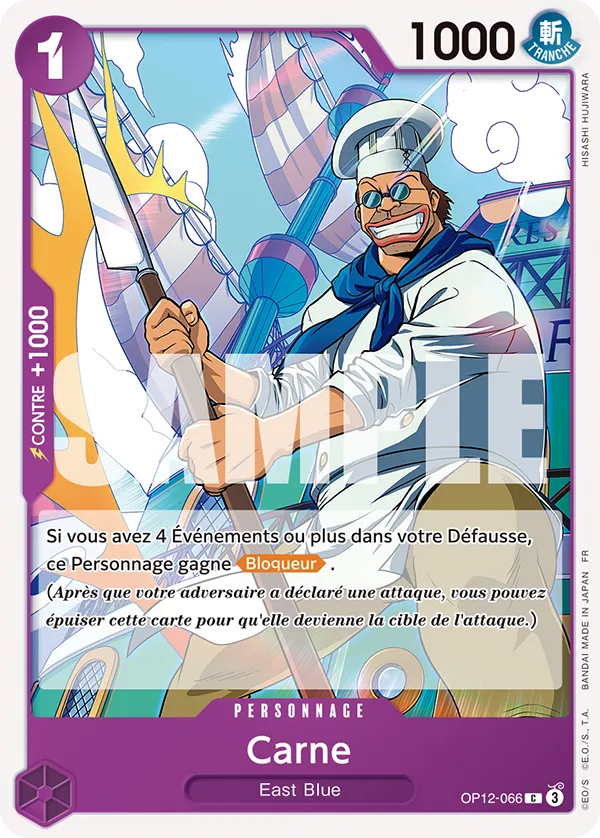 1
1000
斬
TRANCHE
HISASHI HUJIWARA
RES
F
CONTRE +1000
SAMPLE
Si vous avez 4 Événements ou plus dans votre Défausse,
ce Personnage gagne Bloqueur .
(Après que votre adversaire a déclaré une attaque, vous pouvez
épuiser cette carte pour qu'elle devienne la cible de l'attaque.)
PERSONNAGE
Carne
East Blue
OP12-066 C 3
©EO/S ©E.O./S., T.A. BANDAI MADE IN JAPAN FR